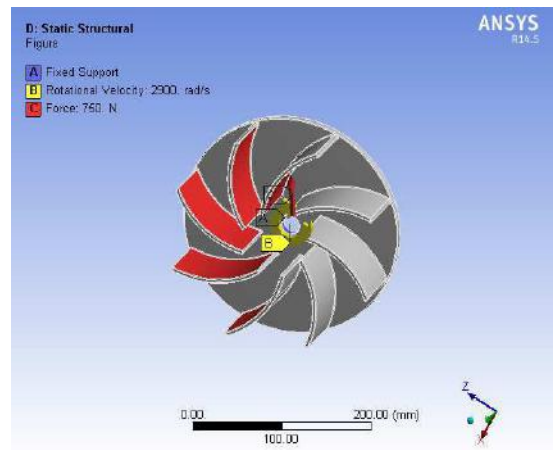 D: Static Structural
Figure
A Fixed Support
B Rotational Velocity: 2900. rad/s
C Force: 750. N
ANSYS
R14.5
C
A
B
0.00
200.00 (mm)
100.00
Z
X